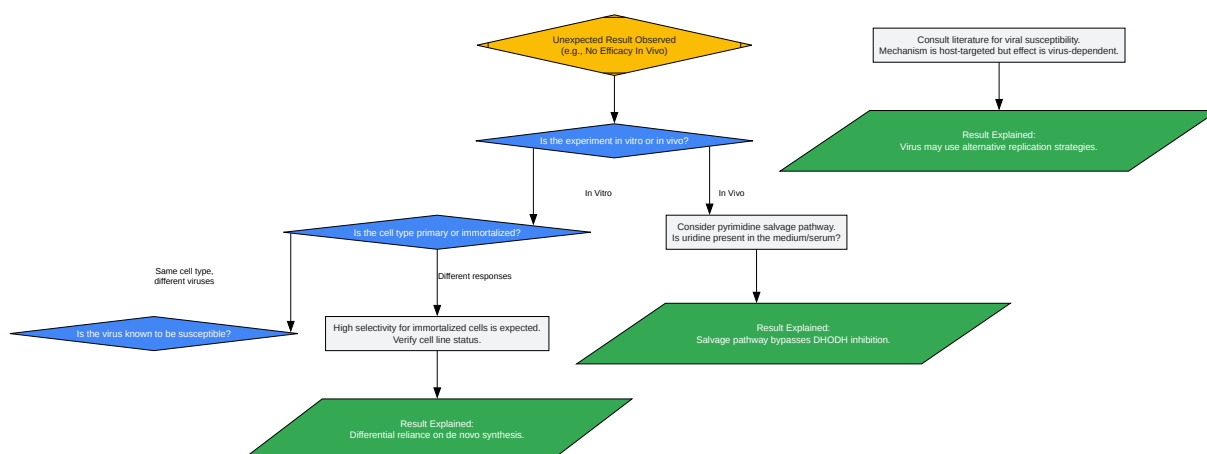 Unexpected Result Observed
(e.g., No Efficacy In Vivo)
Consult literature for viral susceptibility.
Mechanism is host-targeted but effect is virus-dependent.
Is the experiment in vitro or in vivo?
Result Explained:
Virus may use alternative replication strategies.
In Vitro
In Vivo
Is the cell type primary or immortalized?
Consider pyrimidine salvage pathway.
Is uridine present in the medium/serum?
Same cell type,
different viruses
Different responses
Is the virus known to be susceptible?
High selectivity for immortalized cells is expected.
Verify cell line status.
Result Explained:
Salvage pathway bypasses DHODH inhibition.
Result Explained:
Differential reliance on de novo synthesis.